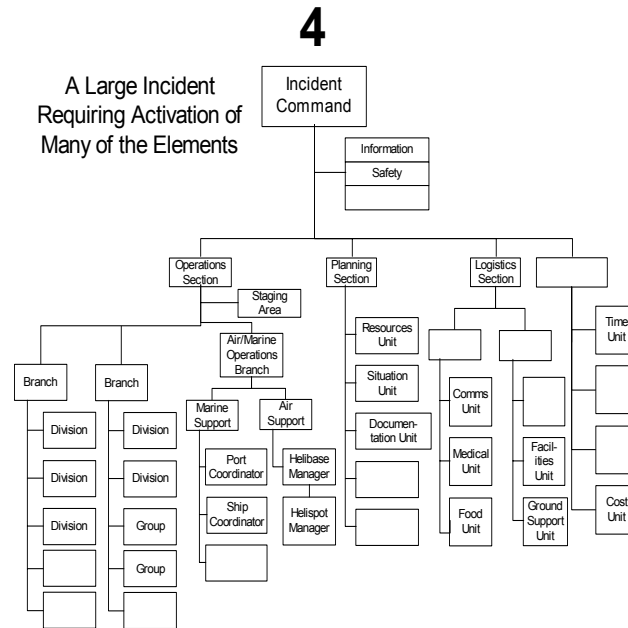 4
A Large Incident
Requiring Activation of
Many of the Elements
Incident
Command
Information
Safety
Operations
Section
Planning
Section
Logistics
Section
Staging
Area
Air/Marine
Operations
Branch
Branch
Branch
Marine
Support
Air
Support
Division
Division
Division
Division
Division
Group
Group
Port
Coordinator
Ship
Coordinator
Helibase
Manager
Helispot
Manager
Resources
Unit
Situation
Unit
Documen-
tation Unit
Comms
Unit
Medical
Unit
Food
Unit
Facil-
ities
Unit
Ground
Support
Unit
Time
Unit
Cost
Unit